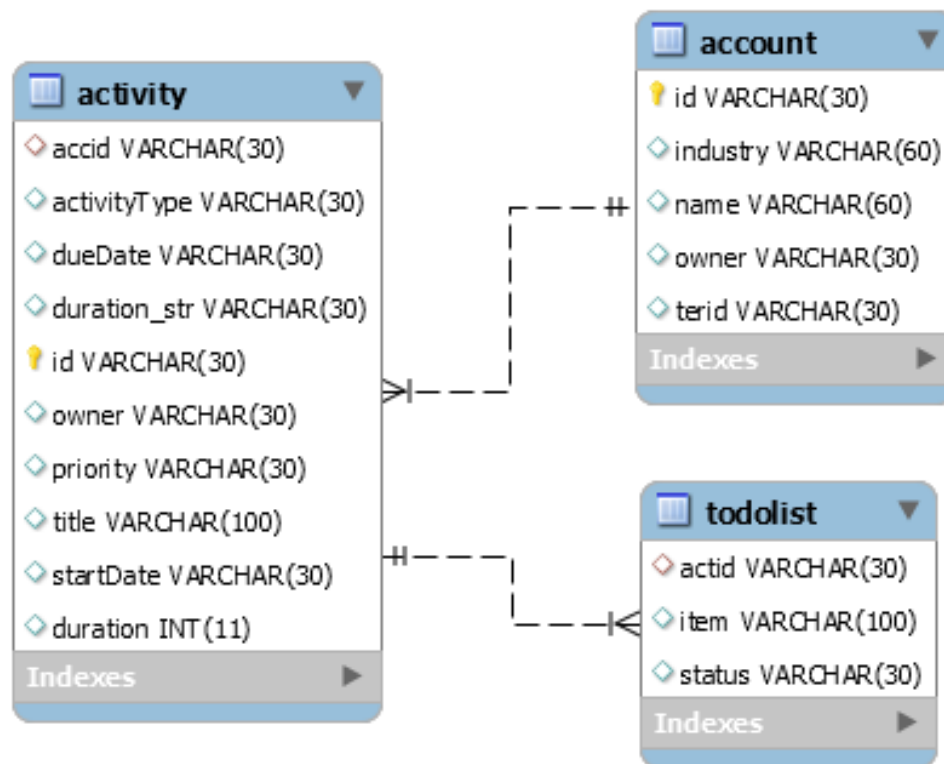 activity
accid VARCHAR(30)
activityType VARCHAR(30)
dueDate VARCHAR(30)
duration_str VARCHAR(30)
id VARCHAR(30)
owner VARCHAR(30)
priority VARCHAR(30)
title VARCHAR(100)
startDate VARCHAR(30)
duration INT(11)
Indexes
account
id VARCHAR(30)
industry VARCHAR(60)
name VARCHAR(60)
owner VARCHAR(30)
terid VARCHAR(30)
Indexes
todolist
actid VARCHAR(30)
item VARCHAR(100)
status VARCHAR(30)
Indexes